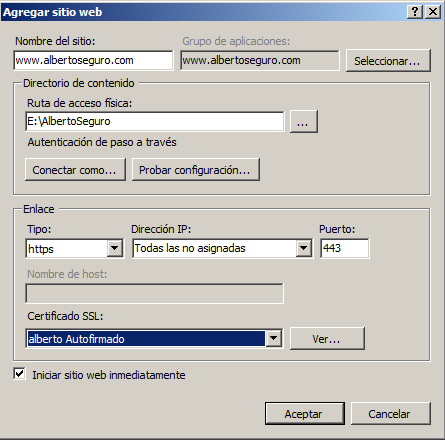 Agregar sitio web
Nombre del sitio: Grupo de aplicaciones:
www.albertoseguro.com www.albertoseguro.com Seleccionar...
Directorio de contenido
Ruta de acceso física:
E:\AlbertoSeguro ...
Autenticación de paso a través
Conectar como... Probar configuración...
Enlace
Tipo: Dirección IP: Puerto:
https Todas las no asignadas 443
Nombre de host:
Certificado SSL:
alberto Autofirmado Ver...
Iniciar sitio web inmediatamente
Aceptar Cancelar